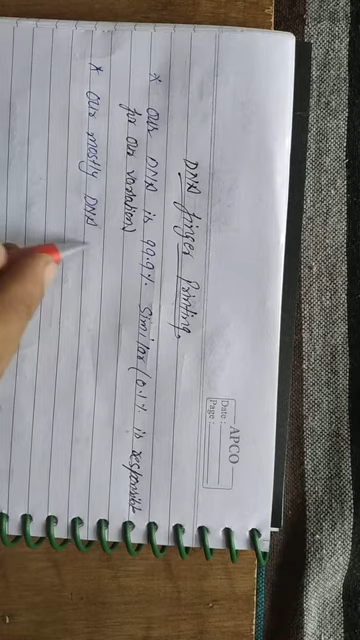 APCO
Date:
Page:
DNA finger Printing
* Our DNA is 99.9% Similar (0.1% is responsible
for our variation)
* Our mostly DNA